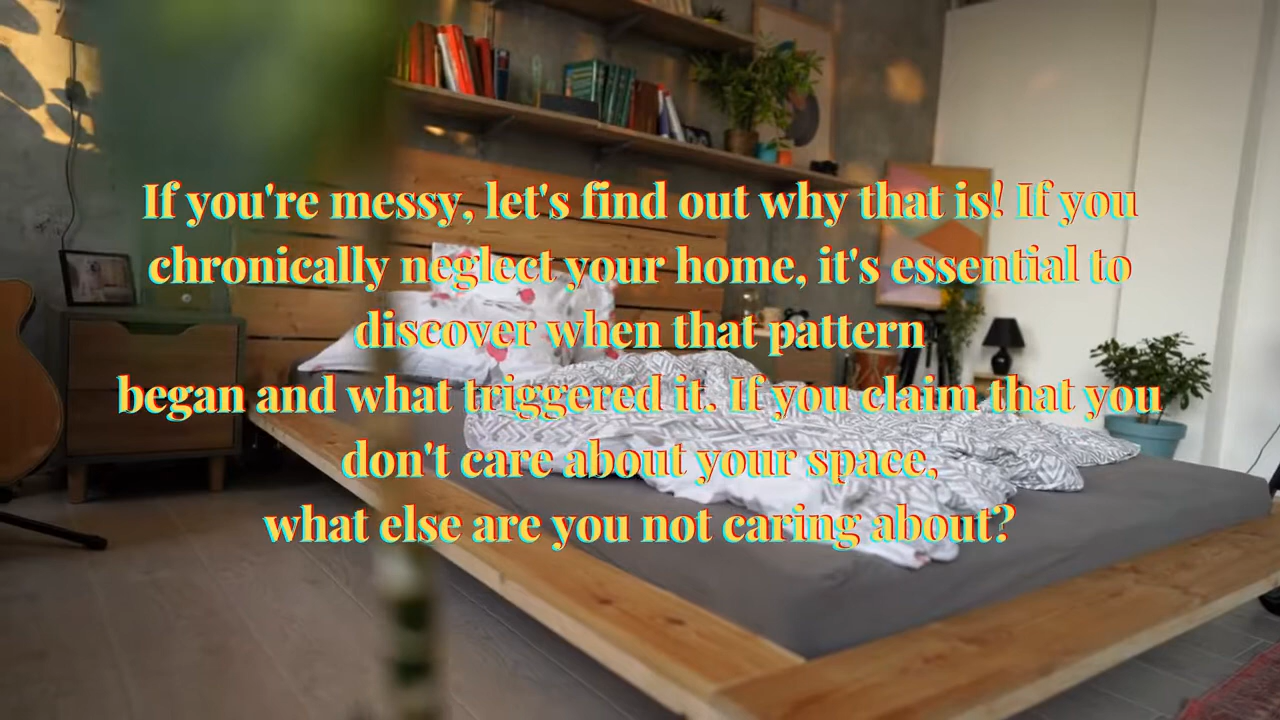 If you're messy, let's find out why that is! If you
chronically neglect your home, it's essential to
discover when that pattern
began and what triggered it. If you claim that you
don't care about your space,
what else are you not caring about?